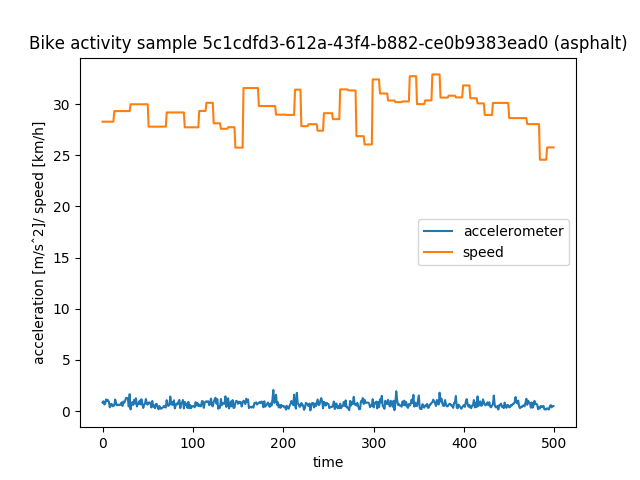 Bike activity sample 5c1cdfd3-612a-43f4-b882-ce0b9383ead0 (asphalt)
acceleration [m/s^2]/ speed [km/h]
30
25
20
15
10
5
0
accelerometer
speed
0 100 200 300 400 500
time